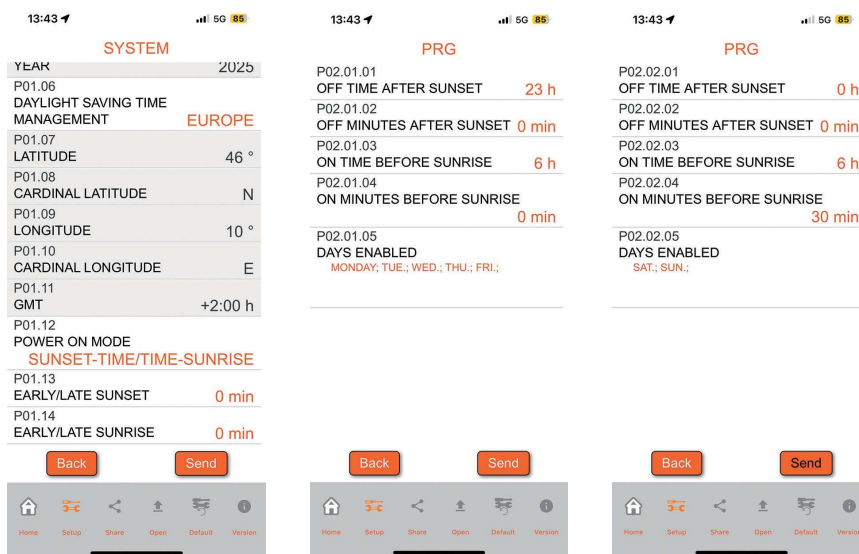 13:43
5G 85
SYSTEM
YEAR 2025
P01.06
DAYLIGHT SAVING TIME
MANAGEMENT EUROPE
P01.07
LATITUDE 46 °
P01.08
CARDINAL LATITUDE N
P01.09
LONGITUDE 10 °
P01.10
CARDINAL LONGITUDE E
P01.11
GMT +2:00 h
P01.12
POWER ON MODE
SUNSET-TIME/TIME-SUNRISE
P01.13
EARLY/LATE SUNSET 0 min
P01.14
EARLY/LATE SUNRISE 0 min
Back Send
Home Setup Share Open Default Version
13:43
5G 85
PRG
P02.01.01
OFF TIME AFTER SUNSET 23 h
P02.01.02
OFF MINUTES AFTER SUNSET 0 min
P02.01.03
ON TIME BEFORE SUNRISE 6 h
P02.01.04
ON MINUTES BEFORE SUNRISE
0 min
P02.01.05
DAYS ENABLED
MONDAY; TUE.; WED.; THU.; FRI.;
Back Send
Home Setup Share Open Default Version
13:43
5G 85
PRG
P02.02.01
OFF TIME AFTER SUNSET 0 h
P02.02.02
OFF MINUTES AFTER SUNSET 0 min
P02.02.03
ON TIME BEFORE SUNRISE 6 h
P02.02.04
ON MINUTES BEFORE SUNRISE
30 min
P02.02.05
DAYS ENABLED
SAT.; SUN.;
Back Send
Home Setup Share Open Default Version